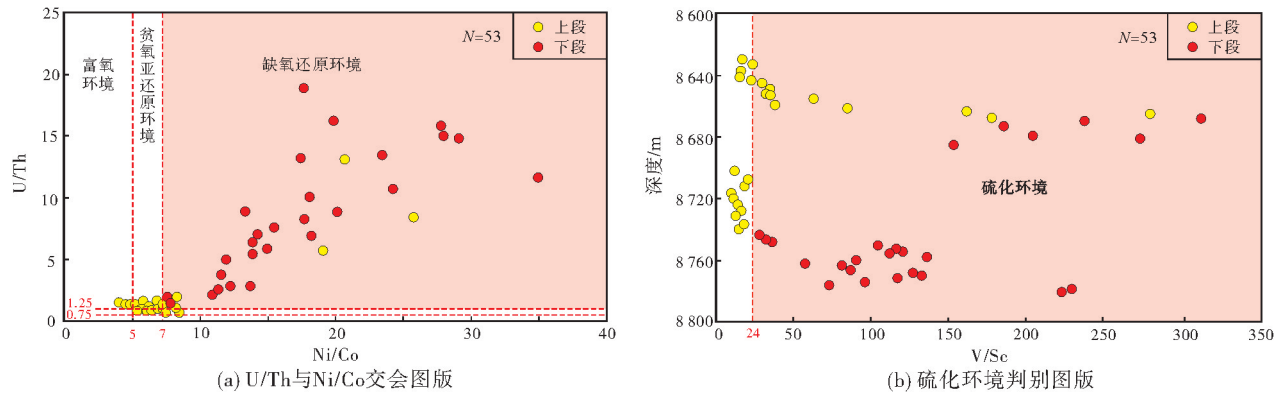 25
20
15
10
5
0
1.25
0.75
U/Th
富氧
环境
贫氧亚还原环境
缺氧还原环境
N=53
上段
下段
5
7
10
20
30
40
Ni/Co
(a) U/Th与Ni/Co交会图版
8 600
8 640
8 680
8 720
8 760
8 800
深度/m
N=53
上段
下段
硫化环境
0
24
50
100
150
200
250
300
350
V/Sc
(b) 硫化环境判别图版